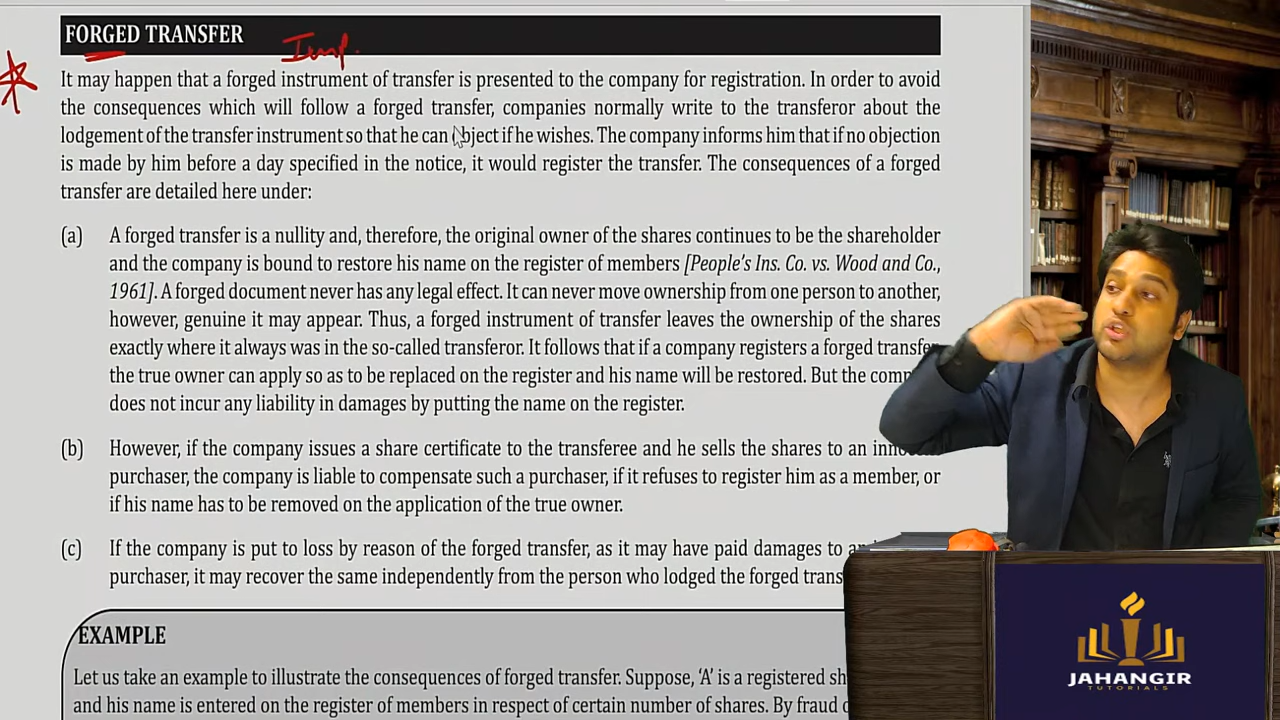 FORGED TRANSFER
Imp.
It may happen that a forged instrument of transfer is presented to the company for registration. In order to avoid
the consequences which will follow a forged transfer, companies normally write to the transferor about the
lodgement of the transfer instrument so that he can object if he wishes. The company informs him that if no objection
is made by him before a day specified in the notice, it would register the transfer. The consequences of a forged
transfer are detailed here under:
(a) A forged transfer is a nullity and, therefore, the original owner of the shares continues to be the shareholder
and the company is bound to restore his name on the register of members [People's Ins. Co. vs. Wood and Co.,
1961]. A forged document never has any legal effect. It can never move ownership from one person to another,
however, genuine it may appear. Thus, a forged instrument of transfer leaves the ownership of the shares
exactly where it always was in the so-called transferor. It follows that if a company registers a forged transfer
the true owner can apply so as to be replaced on the register and his name will be restored. But the comp
does not incur any liability in damages by putting the name on the register.
(b) However, if the company issues a share certificate to the transferee and he sells the shares to an
purchaser, the company is liable to compensate such a purchaser, if it refuses to register him as a member, or
if his name has to be removed on the application of the true owner.
(c) If the company is put to loss by reason of the forged transfer, as it may have paid damages to
purchaser, it may recover the same independently from the person who lodged the forged trans
EXAMPLE
Let us take an example to illustrate the consequences of forged transfer. Suppose, 'A' is a registered sh
and his name is entered on the register of members in respect of certain number of shares. By fraud
JAHANGIR
TUTORIALS